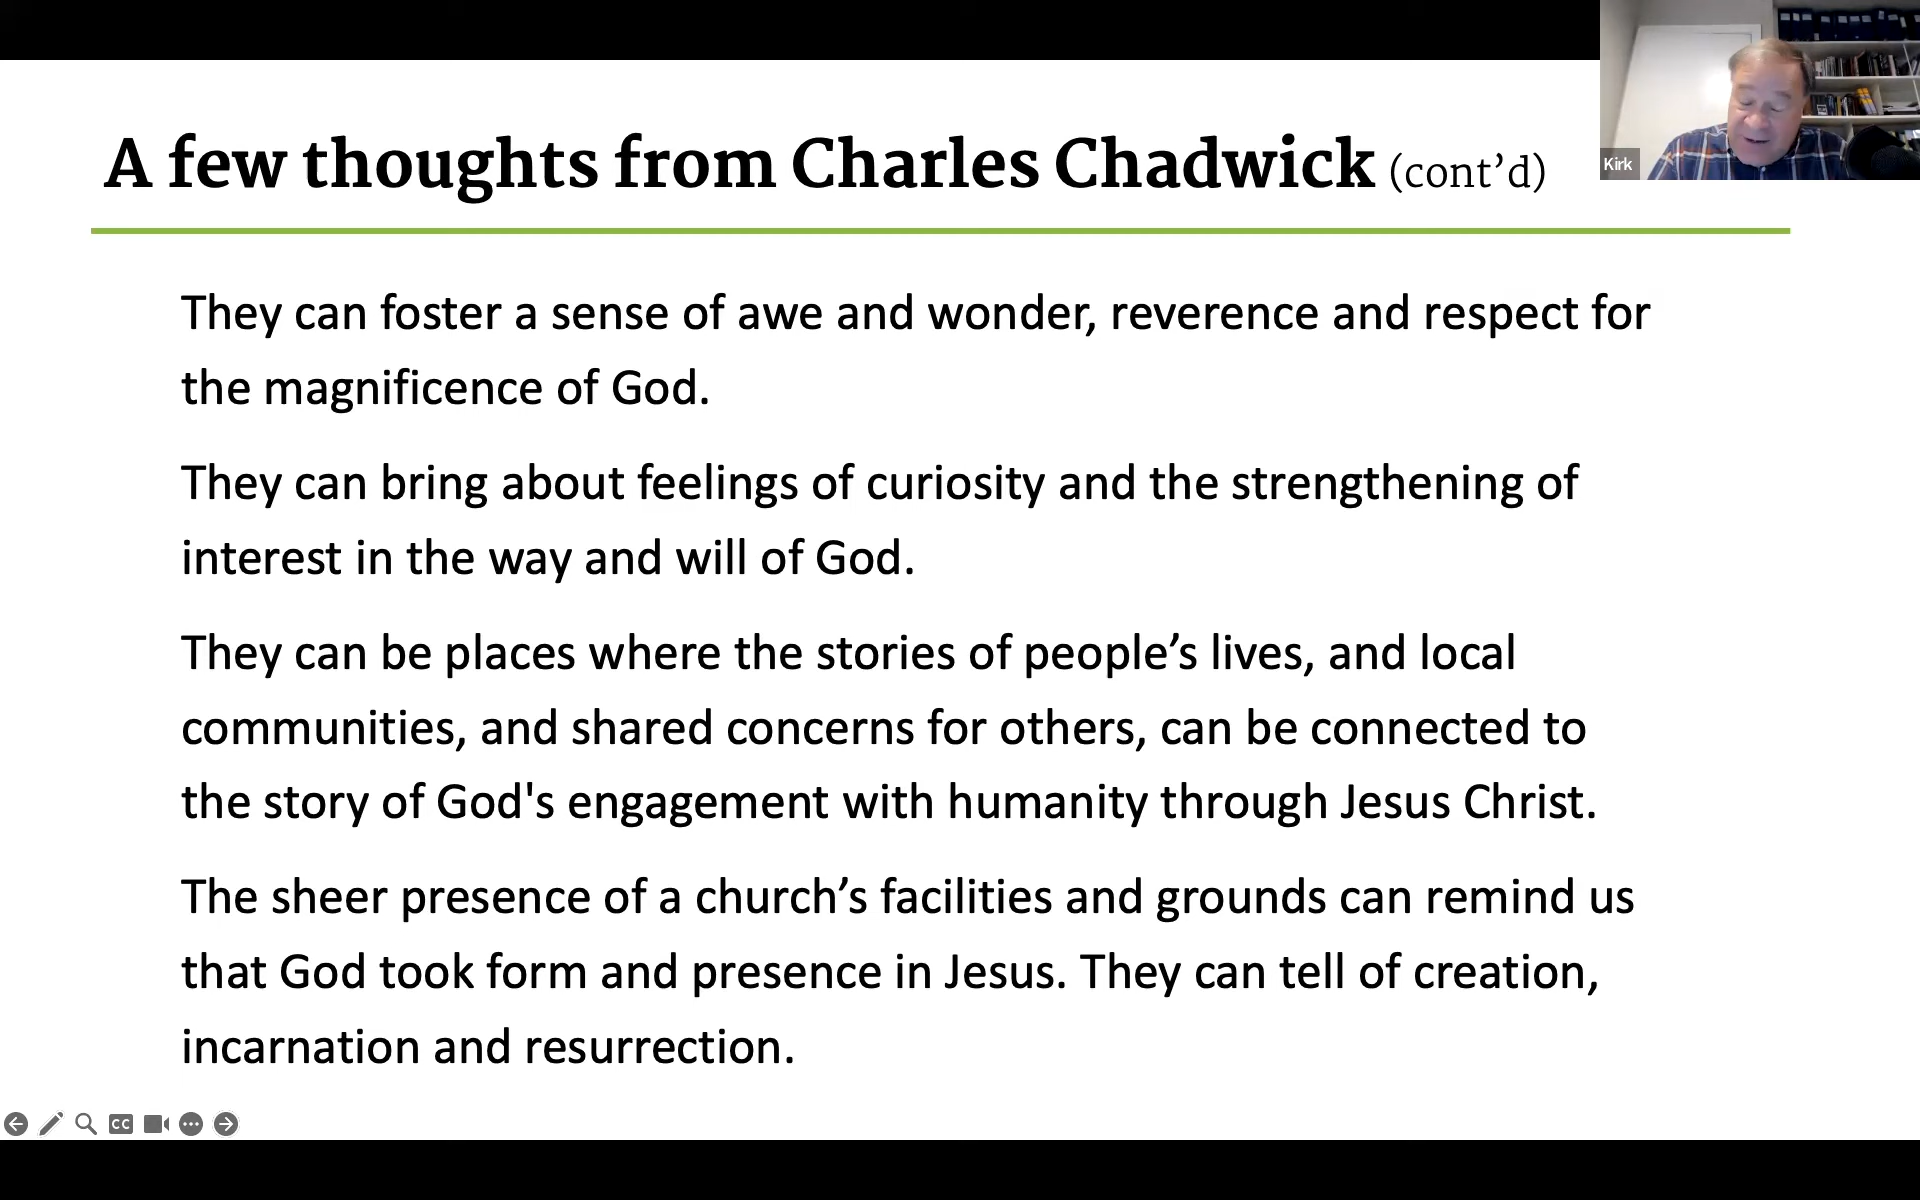 A few thoughts from Charles Chadwick (cont’d)
Kirk
They can foster a sense of awe and wonder, reverence and respect for
the magnificence of God.
They can bring about feelings of curiosity and the strengthening of
interest in the way and will of God.
They can be places where the stories of people’s lives, and local
communities, and shared concerns for others, can be connected to
the story of God's engagement with humanity through Jesus Christ.
The sheer presence of a church’s facilities and grounds can remind us
that God took form and presence in Jesus. They can tell of creation,
incarnation and resurrection.
CC